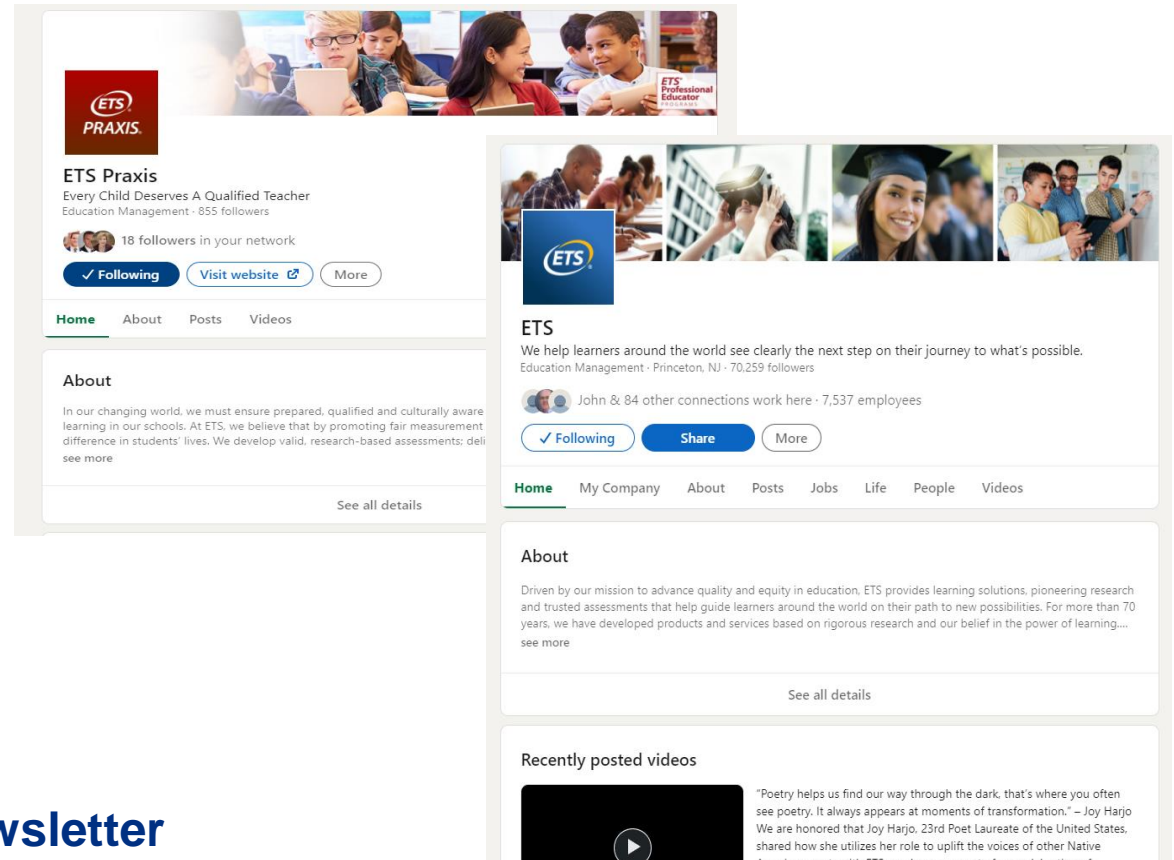 ETS
PRAXIS.
ETS
Professional
Educator
PROGRAMS
ETS Praxis
Every Child Deserves A Qualified Teacher
Education Management · 855 followers
18 followers in your network
✓ Following
Visit website
More
Home About Posts Videos
About
In our changing world, we must ensure prepared, qualified and culturally aware
learning in our schools. At ETS, we believe that by promoting fair measurement
difference in students' lives. We develop valid, research-based assessments; deli
see more
See all details
ETS
ETS
We help learners around the world see clearly the next step on their journey to what's possible.
Education Management · Princeton, NJ · 70,259 followers
John & 84 other connections work here · 7,537 employees
✓ Following
Share
More
Home My Company About Posts Jobs Life People Videos
About
Driven by our mission to advance quality and equity in education, ETS provides learning solutions, pioneering research
and trusted assessments that help guide learners around the world on their path to new possibilities. For more than 70
years, we have developed products and services based on rigorous research and our belief in the power of learning....
see more
See all details
Recently posted videos
"Poetry helps us find our way through the dark, that's where you often
see poetry. It always appears at moments of transformation." – Joy Harjo
We are honored that Joy Harjo, 23rd Poet Laureate of the United States,
shared how she utilizes her role to uplift the voices of other Native
wsletter